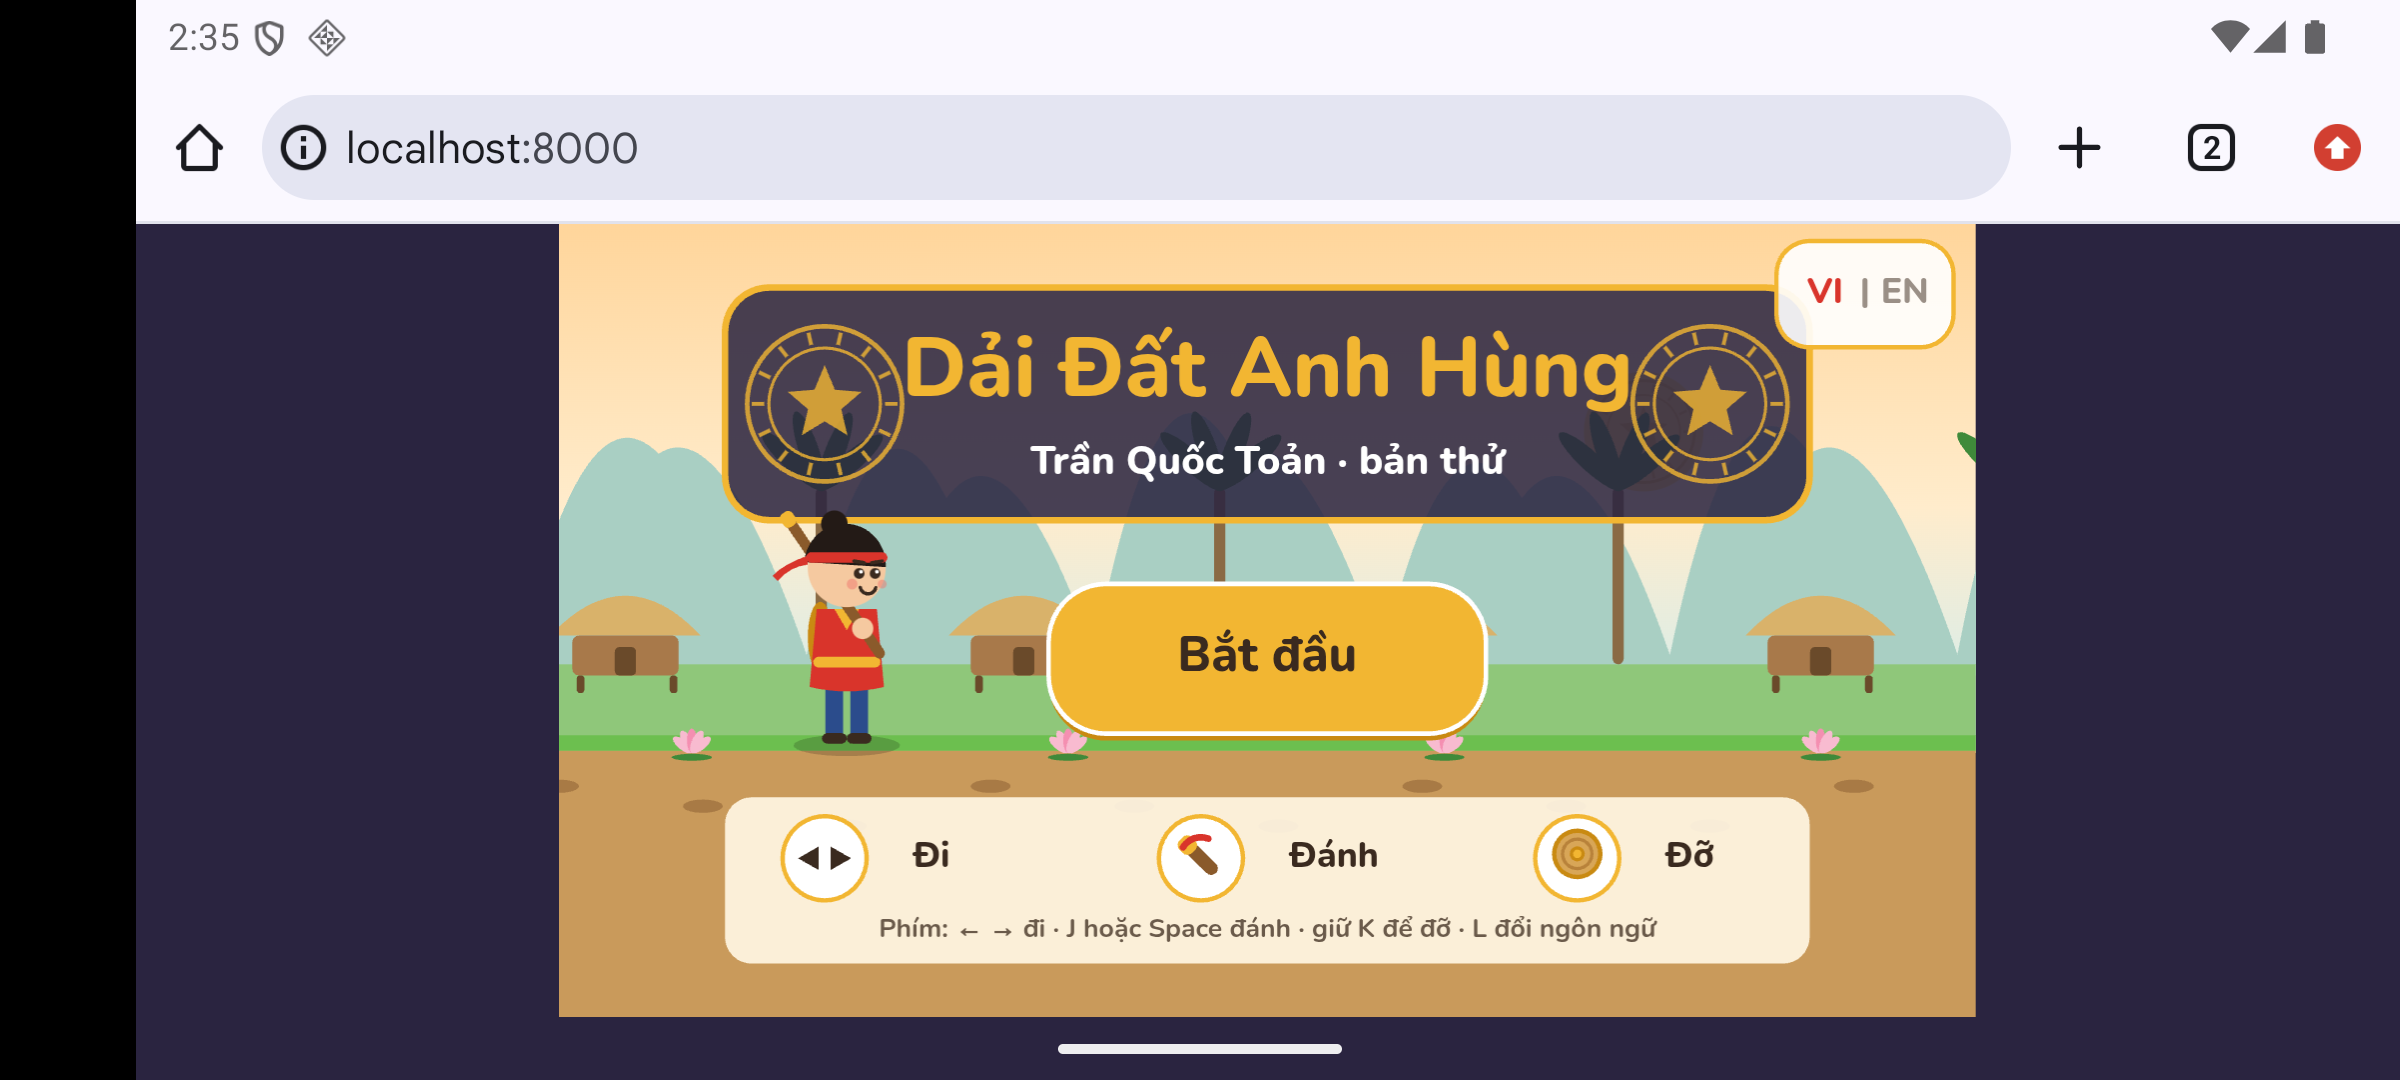 2:35
localhost:8000
2
VI | EN
Dải Đất Anh Hùng
Trần Quốc Toản · bản thử
Bắt đầu
Đi
Đánh
Đỡ
Phím: ← → đi · J hoặc Space đánh · giữ K để đỡ · L đổi ngôn ngữ